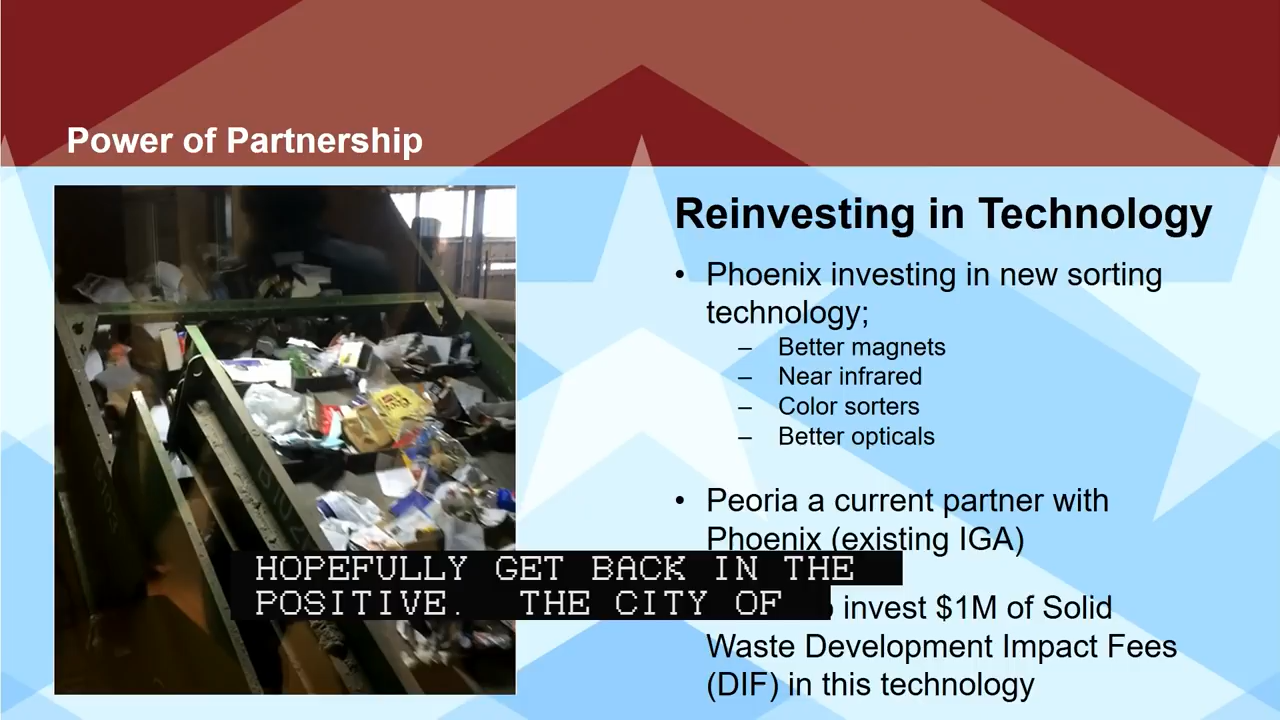 Power of Partnership
Reinvesting in Technology
• Phoenix investing in new sorting
technology;
– Better magnets
– Near infrared
– Color sorters
– Better opticals
• Peoria a current partner with
Phoenix (existing IGA)
invest $1M of Solid
Waste Development Impact Fees
(DIF) in this technology
HOPEFULLY GET BACK IN THE
POSITIVE. THE CITY OF